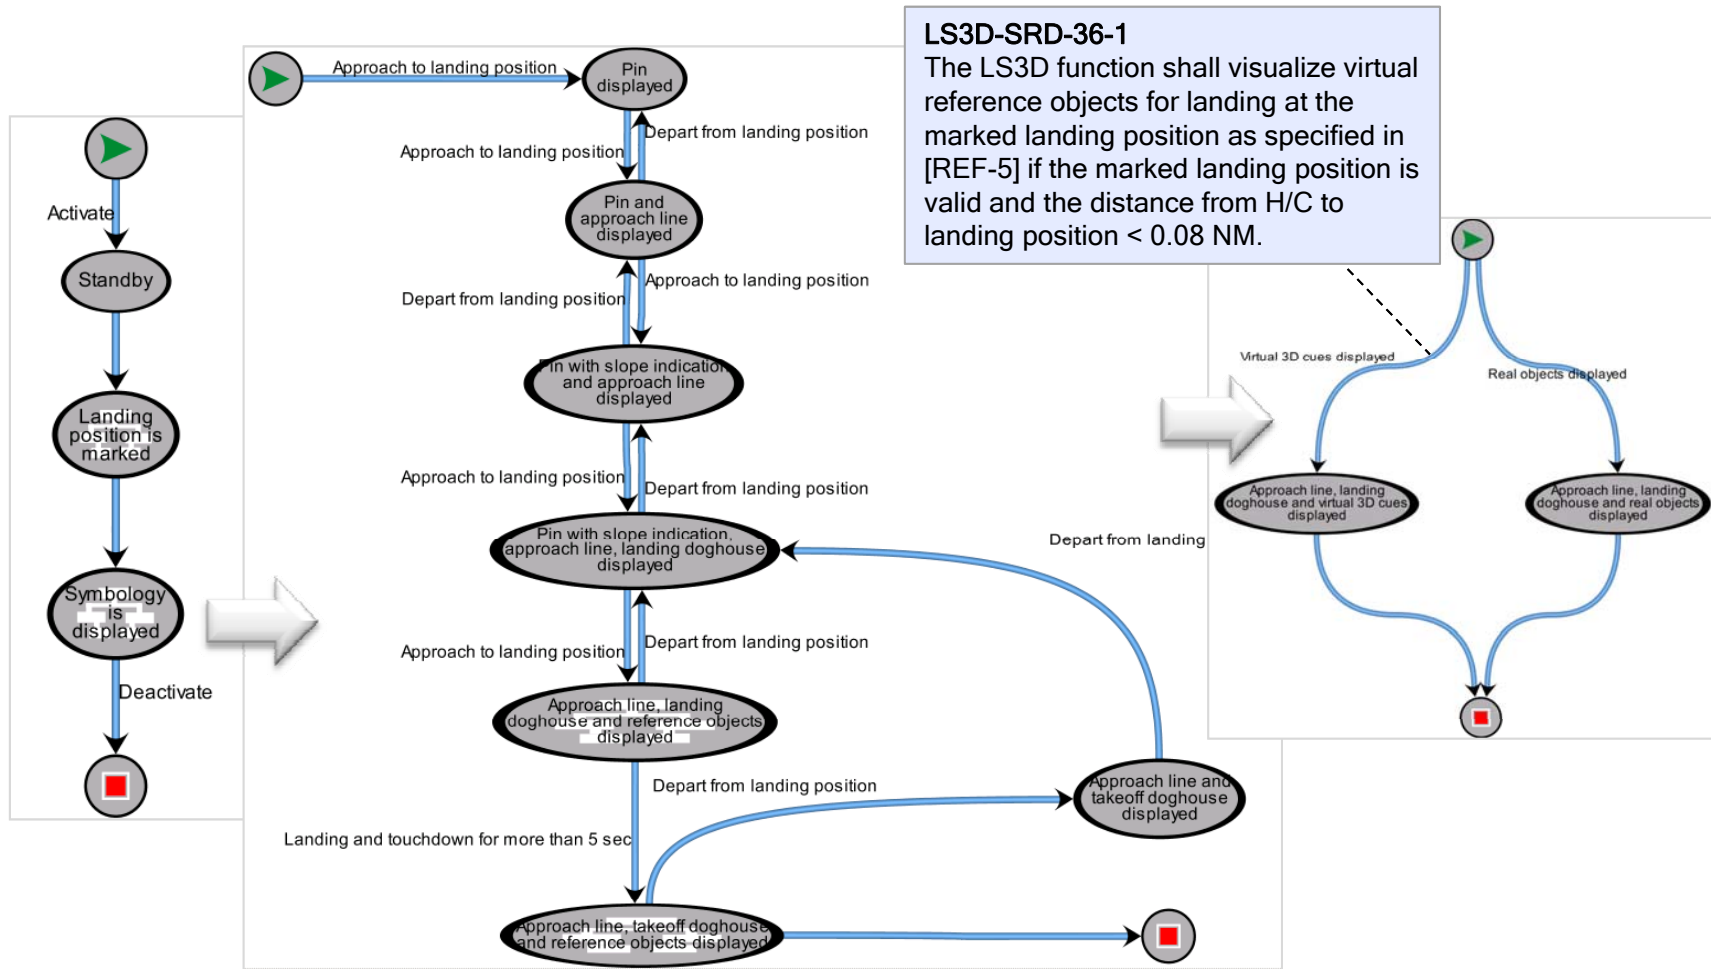 Activate
Standby
Landing
position is
marked
Symbology
is
displayed
Deactivate
Approach to landing position
Pin
displayed
Depart from landing position
Approach to landing position
Pin and
approach line
displayed
Approach to landing position
Depart from landing position
Pin with slope indication
and approach line
displayed
Approach to landing position
Depart from landing position
Pin with slope indication,
approach line, landing doghouse
displayed
Depart from landing position
Approach to landing position
Approach line, landing
doghouse and reference objects
displayed
Depart from landing position
Landing and touchdown for more than 5 sec
Approach line, takeoff doghouse
and reference objects displayed
Approach line and
takeoff doghouse
displayed
Depart from landing
LS3D-SRD-36-1
The LS3D function shall visualize virtual
reference objects for landing at the
marked landing position as specified in
[REF-5] if the marked landing position is
valid and the distance from H/C to
landing position < 0.08 NM.
Virtual 3D cues displayed
Real objects displayed
Approach line, landing
doghouse and virtual 3D cues
displayed
Approach line, landing
doghouse and real objects
displayed